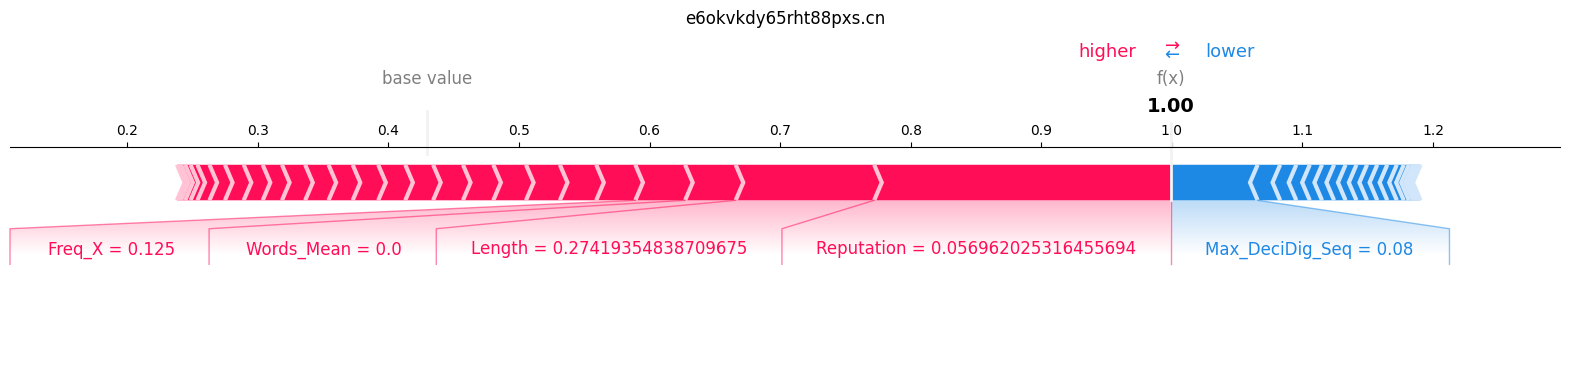 e6okvkdy65rht88pxs.cn
higher → ← lower
base value f(x)
1.00
0.2 0.3 0.4 0.5 0.6 0.7 0.8 0.9 1.0 1.1 1.2
Freq_X = 0.125 Words_Mean = 0.0 Length = 0.27419354838709675 Reputation = 0.056962025316455694 Max_DeciDig_Seq = 0.08